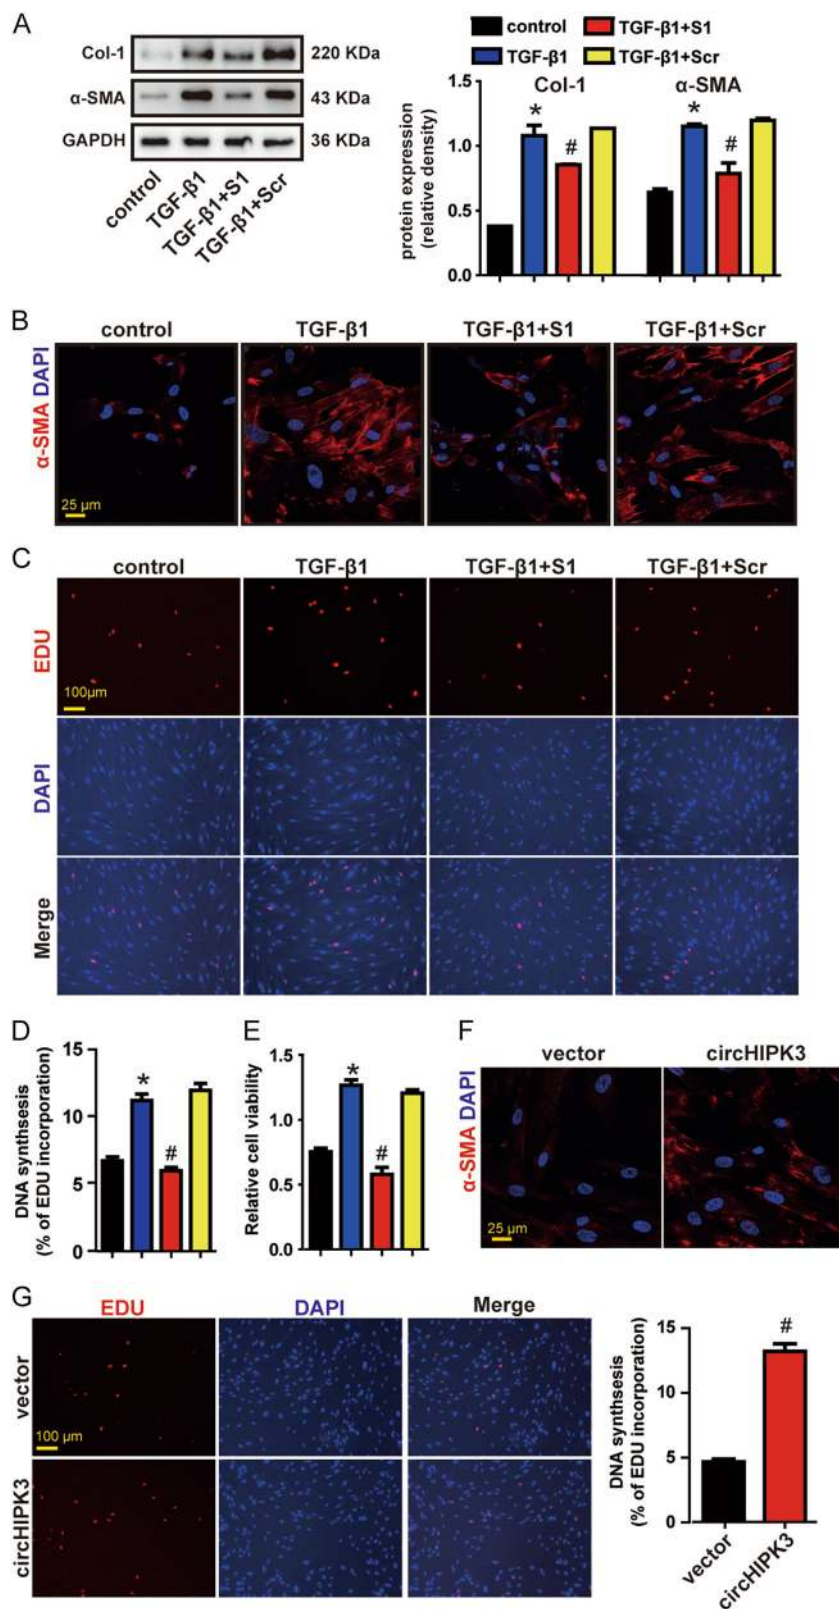 A
Col-1
220 KDa
α-SMA
43 KDa
GAPDH
36 KDa
control
TGF-β1
TGF-β1+S1
TGF-β1+Scr
control
TGF-β1+S1
TGF-β1
TGF-β1+Scr
Col-1
α-SMA
protein expression
(relative density)
1.5
1.0
0.5
0.0
*
#
*
#
B
control
TGF-β1
TGF-β1+S1
TGF-β1+Scr
α-SMA DAPI
25 μm
C
control
TGF-β1
TGF-β1+S1
TGF-β1+Scr
EDU
100μm
DAPI
Merge
D
DNA synthsesis
(% of EDU incorporation)
15
10
5
0
*
#
E
Relative cell viability
1.5
1.0
0.5
0.0
*
#
F
vector
circHIPK3
α-SMA DAPI
25 μm
G
EDU
DAPI
Merge
vector
100 μm
circHIPK3
DNA synthsesis
(% of EDU incorporation)
15
10
5
0
#
vector
circHIPK3